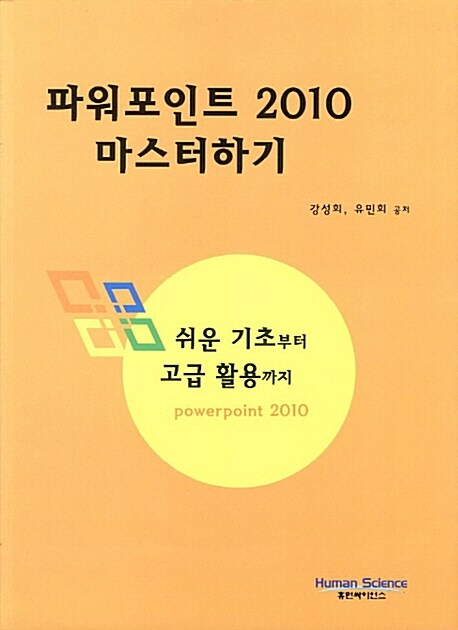 파워포인트 2010
마스터하기
강성희, 유민희 공저
쉬운 기초부터
고급 활용까지
powerpoint 2010
Human Science
휴먼싸이언스